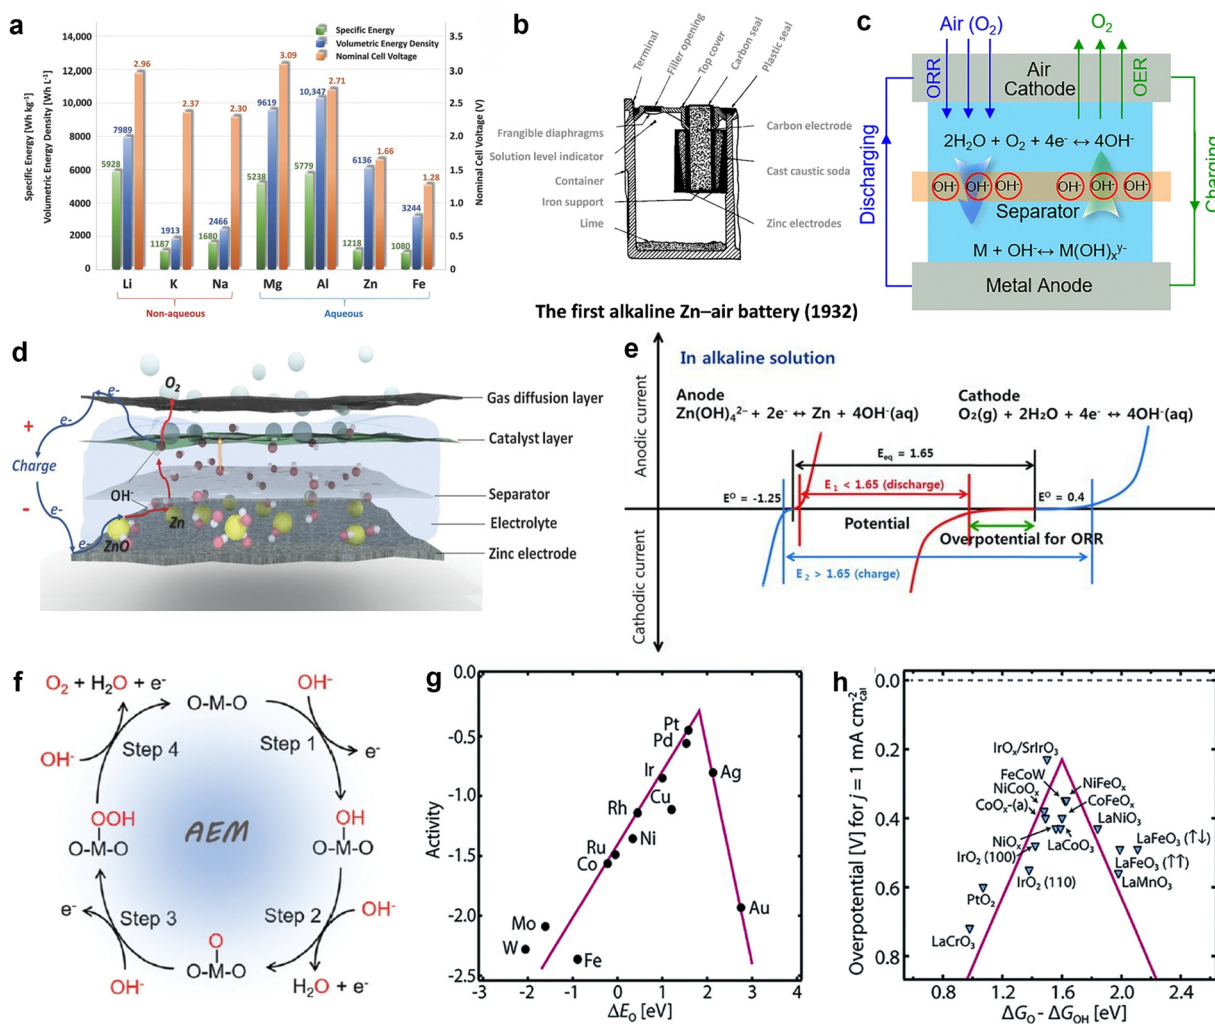 a
Specific Energy
Volumetric Energy Density
Nominal Cell Voltage
Specific Energy [Wh kg⁻¹]
Volumetric Energy Density [Wh L⁻¹]
14,000
12,000
10,000
8000
6000
4000
2000
0
3.5
3.0
2.5
2.0
1.5
1.0
0.5
0.0
Nominal Cell Voltage (V)
5928 7989 2.96
1187 1913 2.37
1680 2466 2.30
5238 9619 3.09
5779 10,347 2.71
1218 6136 1.66
1080 3244 1.28
Li K Na Mg Al Zn Fe
Non-aqueous Aqueous
b
Terminal
Filler opening
Top cover
Carbon seal
Plastic seal
Frangible diaphragms
Solution level indicator
Container
Iron support
Lime
Carbon electrode
Cast caustic soda
Zinc electrodes
The first alkaline Zn–air battery (1932)
c
Air (O₂) O₂
ORR OER
Air
Cathode
2H₂O + O₂ + 4e⁻ ↔ 4OH⁻
OH⁻ OH⁻ OH⁻ OH⁻ OH⁻ OH⁻
Separator
M + OH⁻ ↔ M(OH)ₓʸ⁻
Metal Anode
Discharging
Charging
d
O₂
e⁻
e⁻
+
Charge
-
OH⁻
Zn
ZnO
e⁻
e⁻
Gas diffusion layer
Catalyst layer
Separator
Electrolyte
Zinc electrode
e
In alkaline solution
Anode
Zn(OH)₄²⁻ + 2e⁻ ↔ Zn + 4OH⁻(aq)
Cathode
O₂(g) + 2H₂O + 4e⁻ ↔ 4OH⁻(aq)
Anodic current
Cathodic current
E_eq = 1.65
E⁰ = -1.25
E₁ < 1.65 (discharge)
E⁰ = 0.4
Potential
Overpotential for ORR
E₂ > 1.65 (charge)
f
O₂ + H₂O + e⁻
O-M-O
OH⁻
Step 4
Step 1
OH⁻
e⁻
OOH
O-M-O
AEM
OH
O-M-O
e⁻
Step 3
Step 2
OH⁻
O
O-M-O
OH⁻
H₂O + e⁻
g
Activity
0.0
-0.5
-1.0
-1.5
-2.0
-2.5
Pt
Pd
Ir
Ag
Cu
Rh
Ni
Ru
Co
Au
Mo
W
Fe
-3 -2 -1 0 1 2 3 4
ΔE_O [eV]
h
Overpotential [V] for j = 1 mA cm⁻²_cal
0.0
0.2
0.4
0.6
0.8
IrOₓ/SrIrO₃
FeCoW
NiCoOₓ
CoOₓ-(a)
NiFeOₓ
CoFeOₓ
LaNiO₃
NiOₓ
LaCoO₃
LaFeO₃ (↑↓)
IrO₂ (100)
LaFeO₃ (↑↑)
IrO₂ (110)
LaMnO₃
PtO₂
LaCrO₃
0.8 1.2 1.6 2.0 2.4
ΔG_O - ΔG_OH [eV]